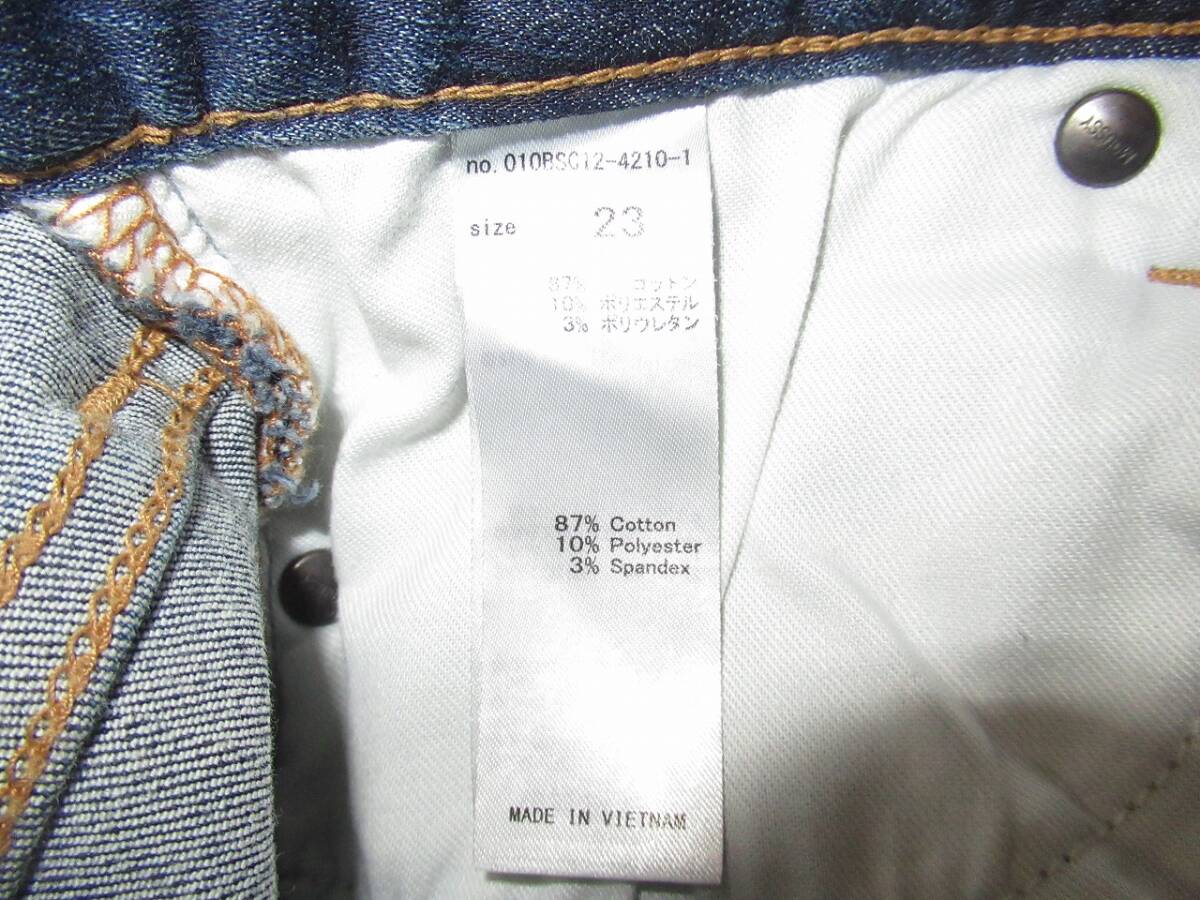 no. 010BSC12-4210-1
size 23
87% コットン
10% ポリエステル
3% ポリウレタン
87% Cotton
10% Polyester
3% Spandex
MADE IN VIETNAM